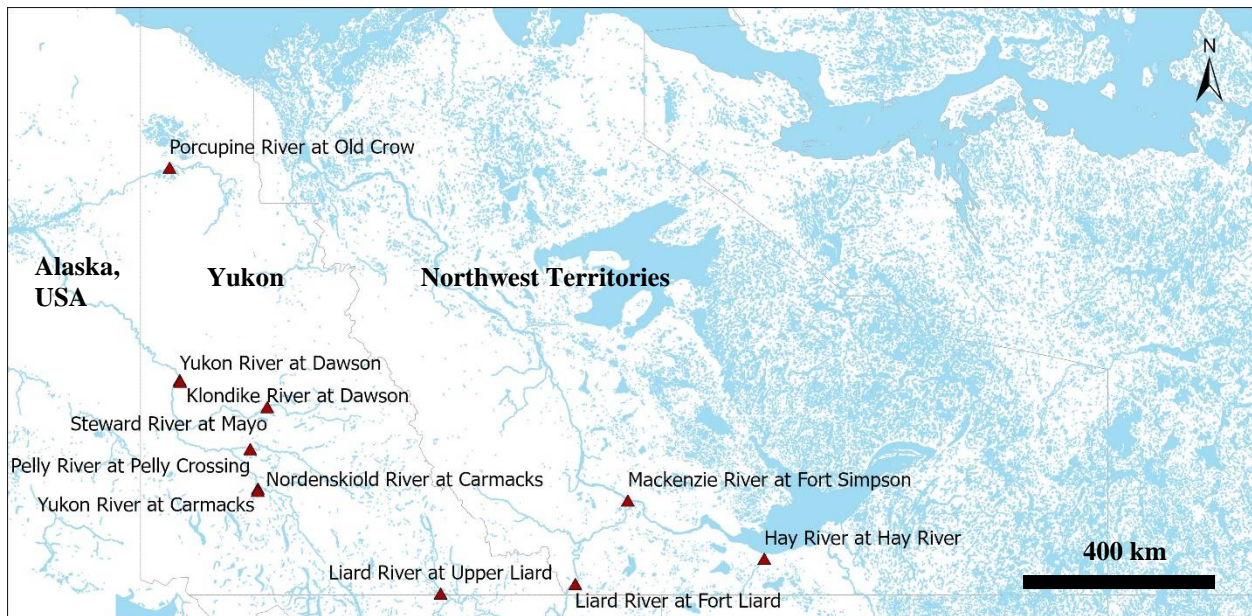 N
Porcupine River at Old Crow
Alaska,
USA
Yukon
Northwest Territories
Yukon River at Dawson
Klondike River at Dawson
Steward River at Mayo
Pelly River at Pelly Crossing
Nordenskiold River at Carmacks
Yukon River at Carmacks
Mackenzie River at Fort Simpson
Hay River at Hay River
400 km
Liard River at Upper Liard
Liard River at Fort Liard